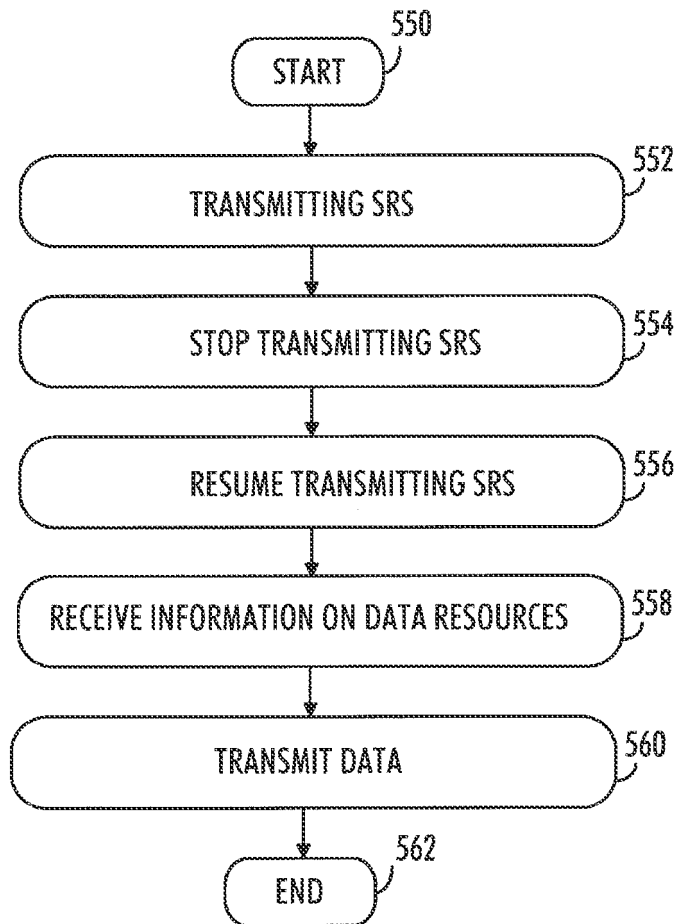 550
START
552
TRANSMITTING SRS
554
STOP TRANSMITTING SRS
556
RESUME TRANSMITTING SRS
558
RECEIVE INFORMATION ON DATA RESOURCES
560
TRANSMIT DATA
562
END